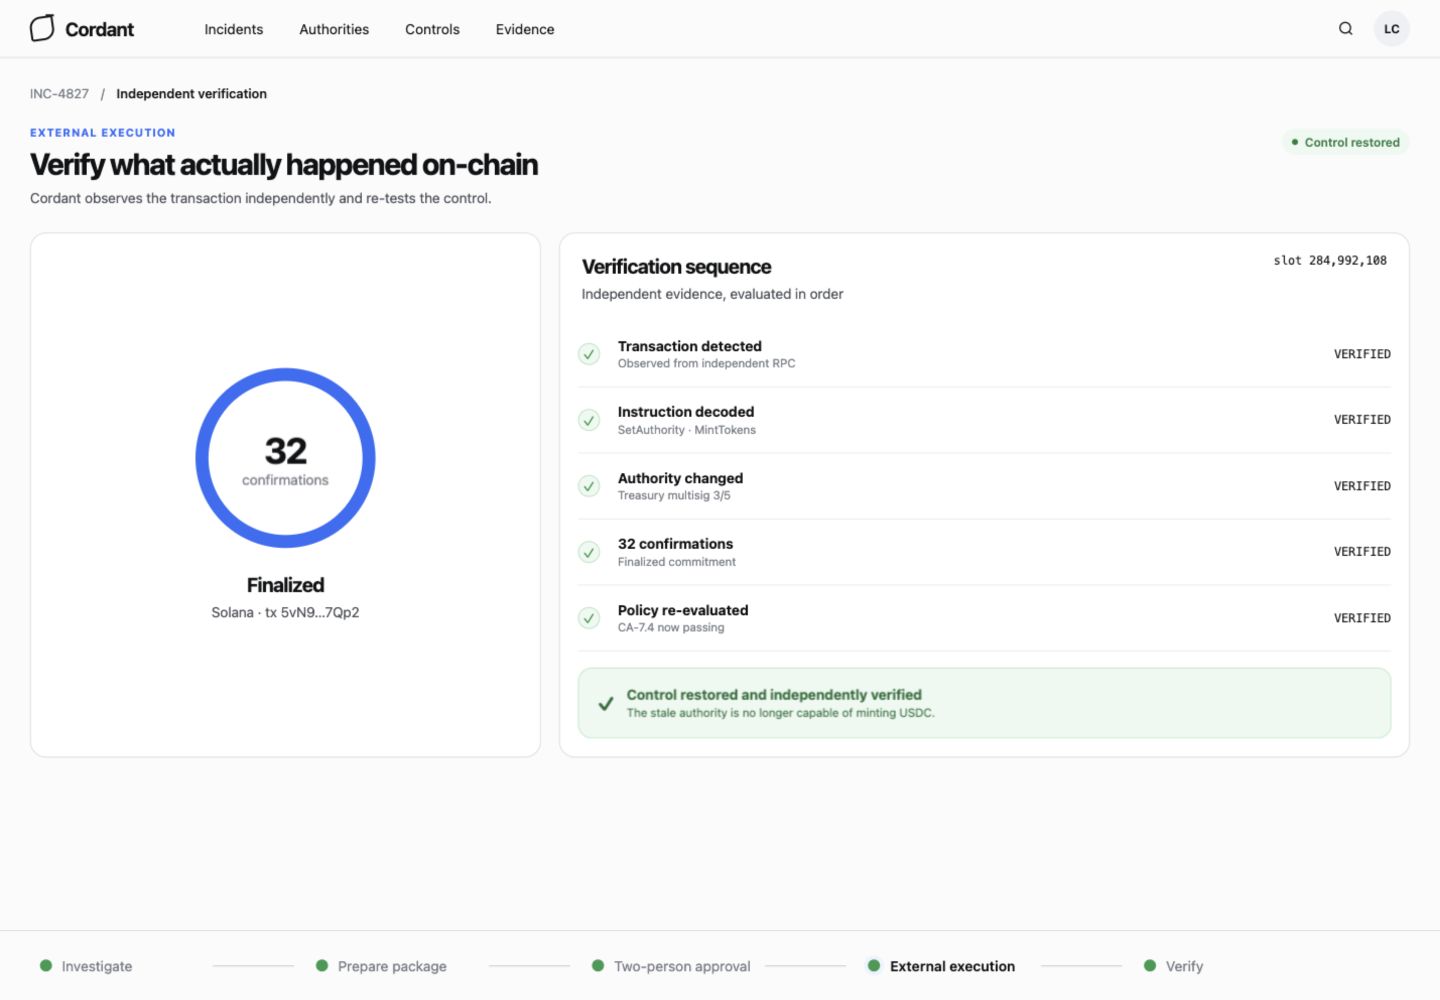 Cordant
Incidents
Authorities
Controls
Evidence
LC
INC-4827 / Independent verification
EXTERNAL EXECUTION
Verify what actually happened on-chain
Cordant observes the transaction independently and re-tests the control.
Control restored
32
confirmations
Finalized
Solana · tx 5vN9...7Qp2
Verification sequence
Independent evidence, evaluated in order
slot 284,992,108
Transaction detected
Observed from independent RPC
VERIFIED
Instruction decoded
SetAuthority · MintTokens
VERIFIED
Authority changed
Treasury multisig 3/5
VERIFIED
32 confirmations
Finalized commitment
VERIFIED
Policy re-evaluated
CA-7.4 now passing
VERIFIED
Control restored and independently verified
The stale authority is no longer capable of minting USDC.
Investigate
Prepare package
Two-person approval
External execution
Verify